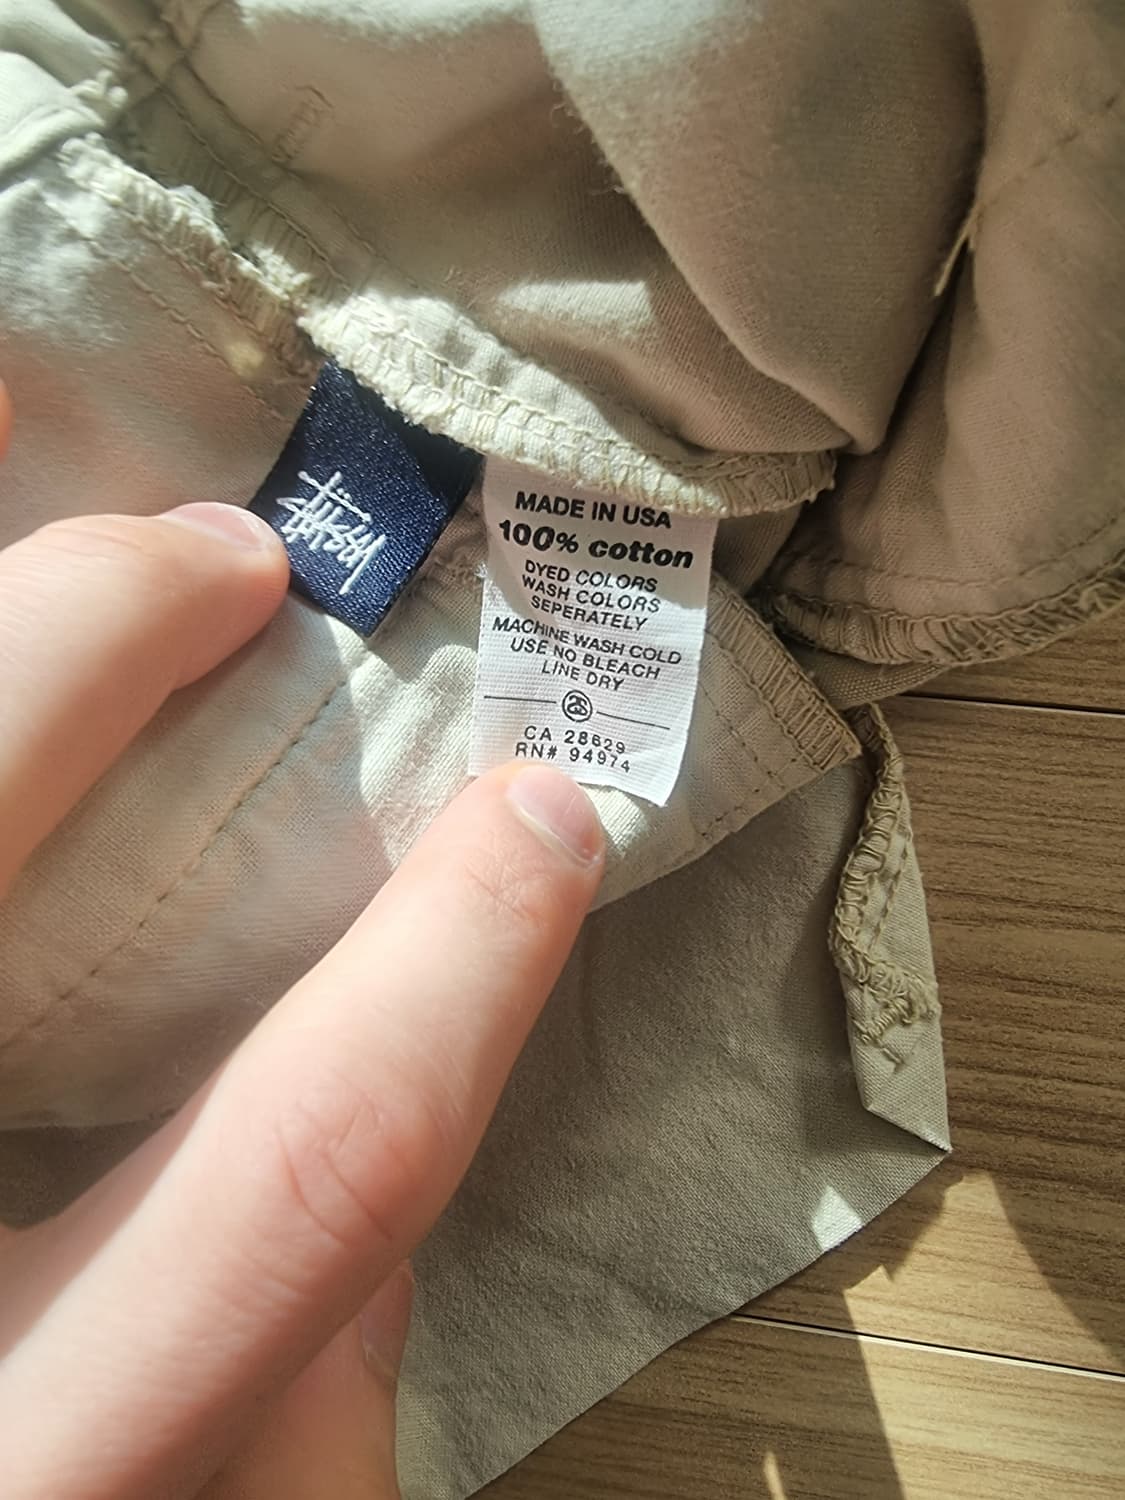 Stüssy
MADE IN USA
100% cotton
DYED COLORS
WASH COLORS
SEPERATELY
MACHINE WASH COLD
USE NO BLEACH
LINE DRY
CA 28629
RN# 94974